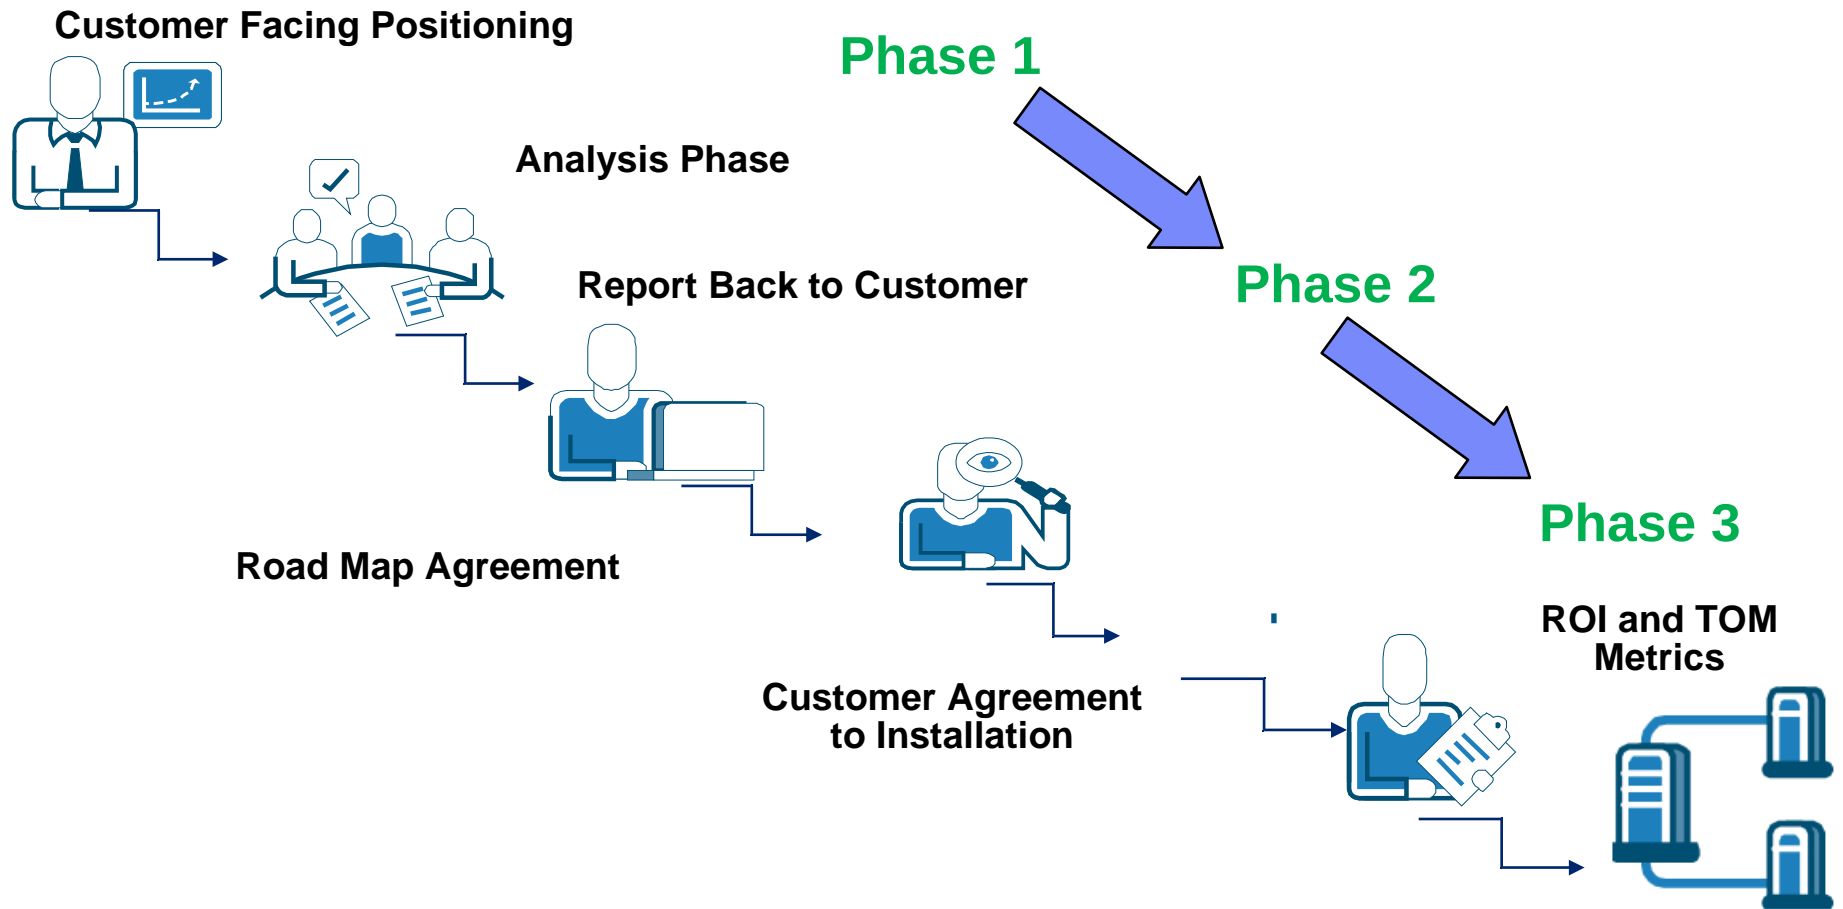 Customer Facing Positioning
Phase 1
Analysis Phase
Report Back to Customer
Phase 2
Phase 3
Road Map Agreement
ROI and TOM
Metrics
Customer Agreement
to Installation